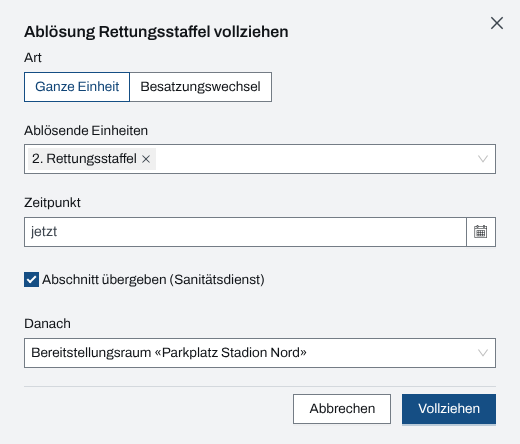 Ablösung Rettungsstaffel vollziehen
Art
Ganze Einheit Besatzungswechsel
Ablösende Einheiten
2. Rettungsstaffel
Zeitpunkt
jetzt
Abschnitt übergeben (Sanitätsdienst)
Danach
Bereitstellungsraum «Parkplatz Stadion Nord»
Abbrechen Vollziehen